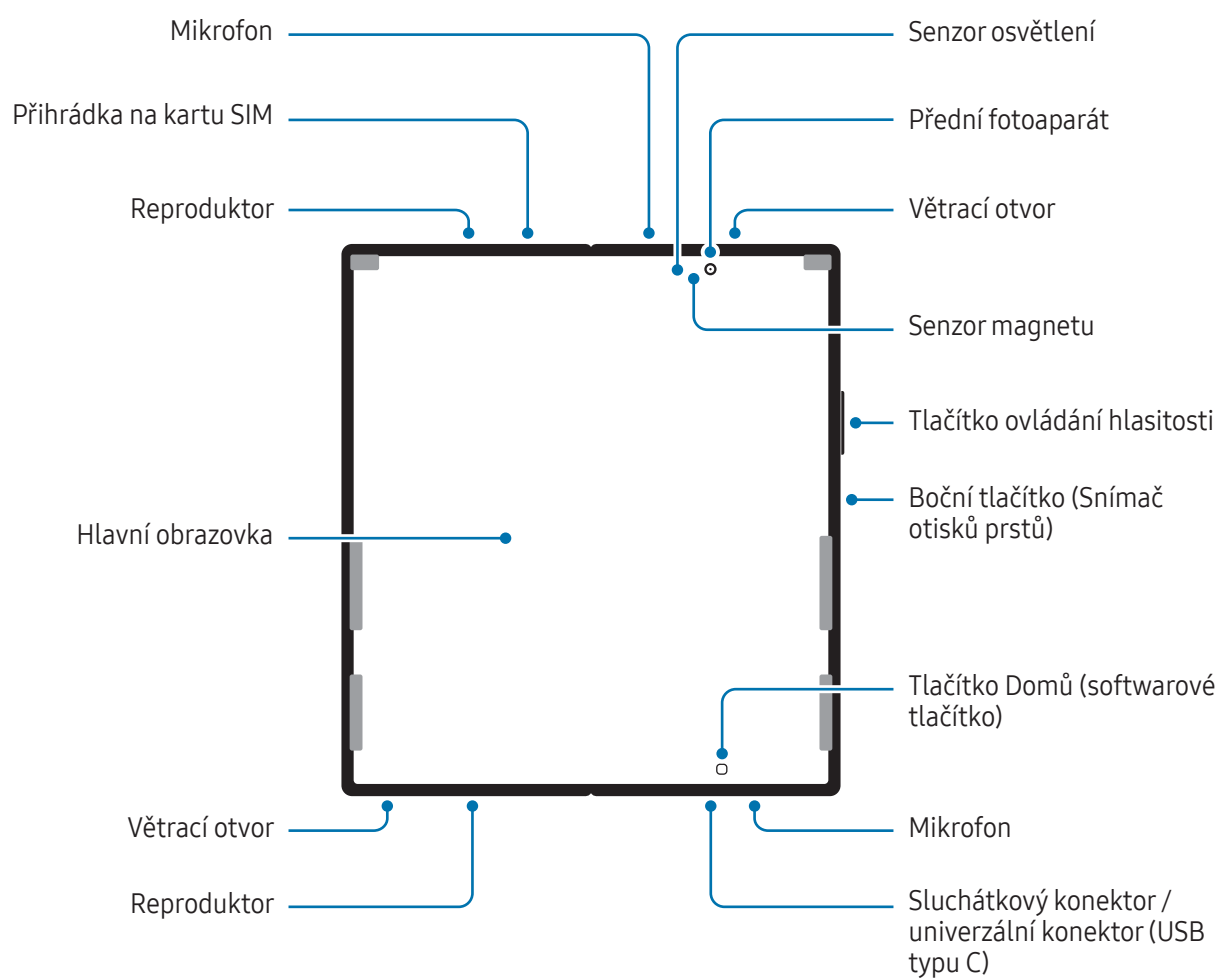 Mikrofon
Přihrádka na kartu SIM
Reproduktor
Hlavní obrazovka
Větrací otvor
Reproduktor
Senzor osvětlení
Přední fotoaparát
Větrací otvor
Senzor magnetu
Tlačítko ovládání hlasitosti
Boční tlačítko (Snímač
otisků prstů)
Tlačítko Domů (softwarové
tlačítko)
Mikrofon
Sluchátkový konektor /
univerzální konektor (USB
typu C)